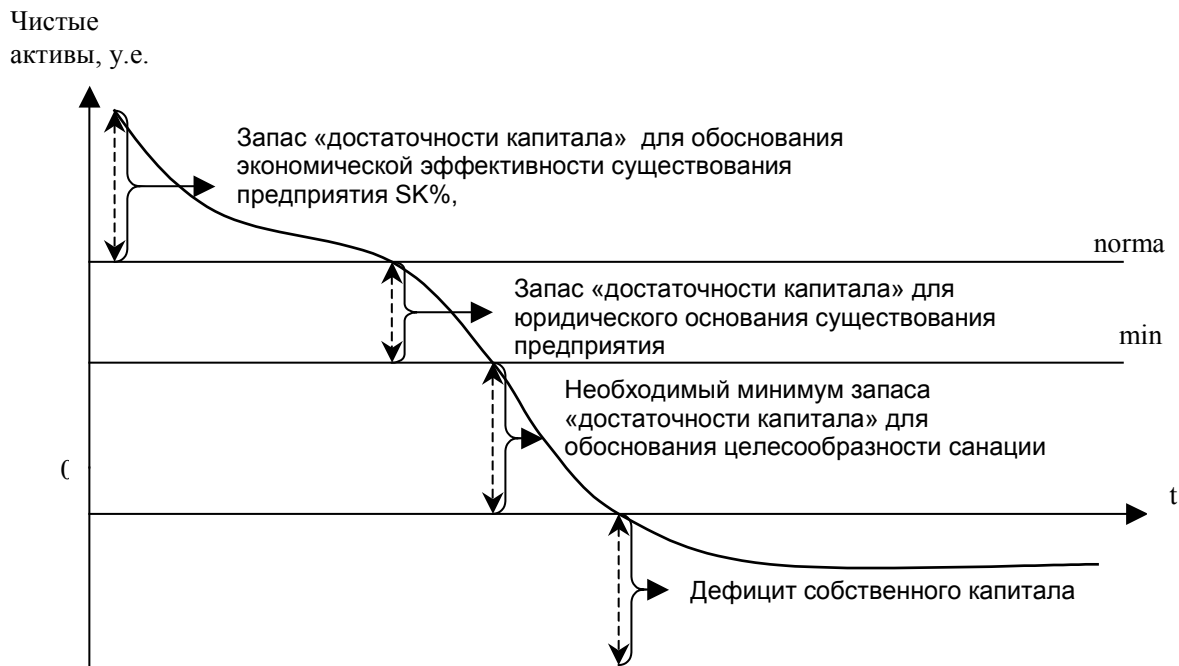 Чистые
активы, у.е.
Запас «достаточности капитала» для обоснования
экономической эффективности существования
предприятия SK%,
norma
Запас «достаточности капитала» для
юридического основания существования
предприятия
min
Необходимый минимум запаса
«достаточности капитала» для
обоснования целесообразности санации
0
t
Дефицит собственного капитала